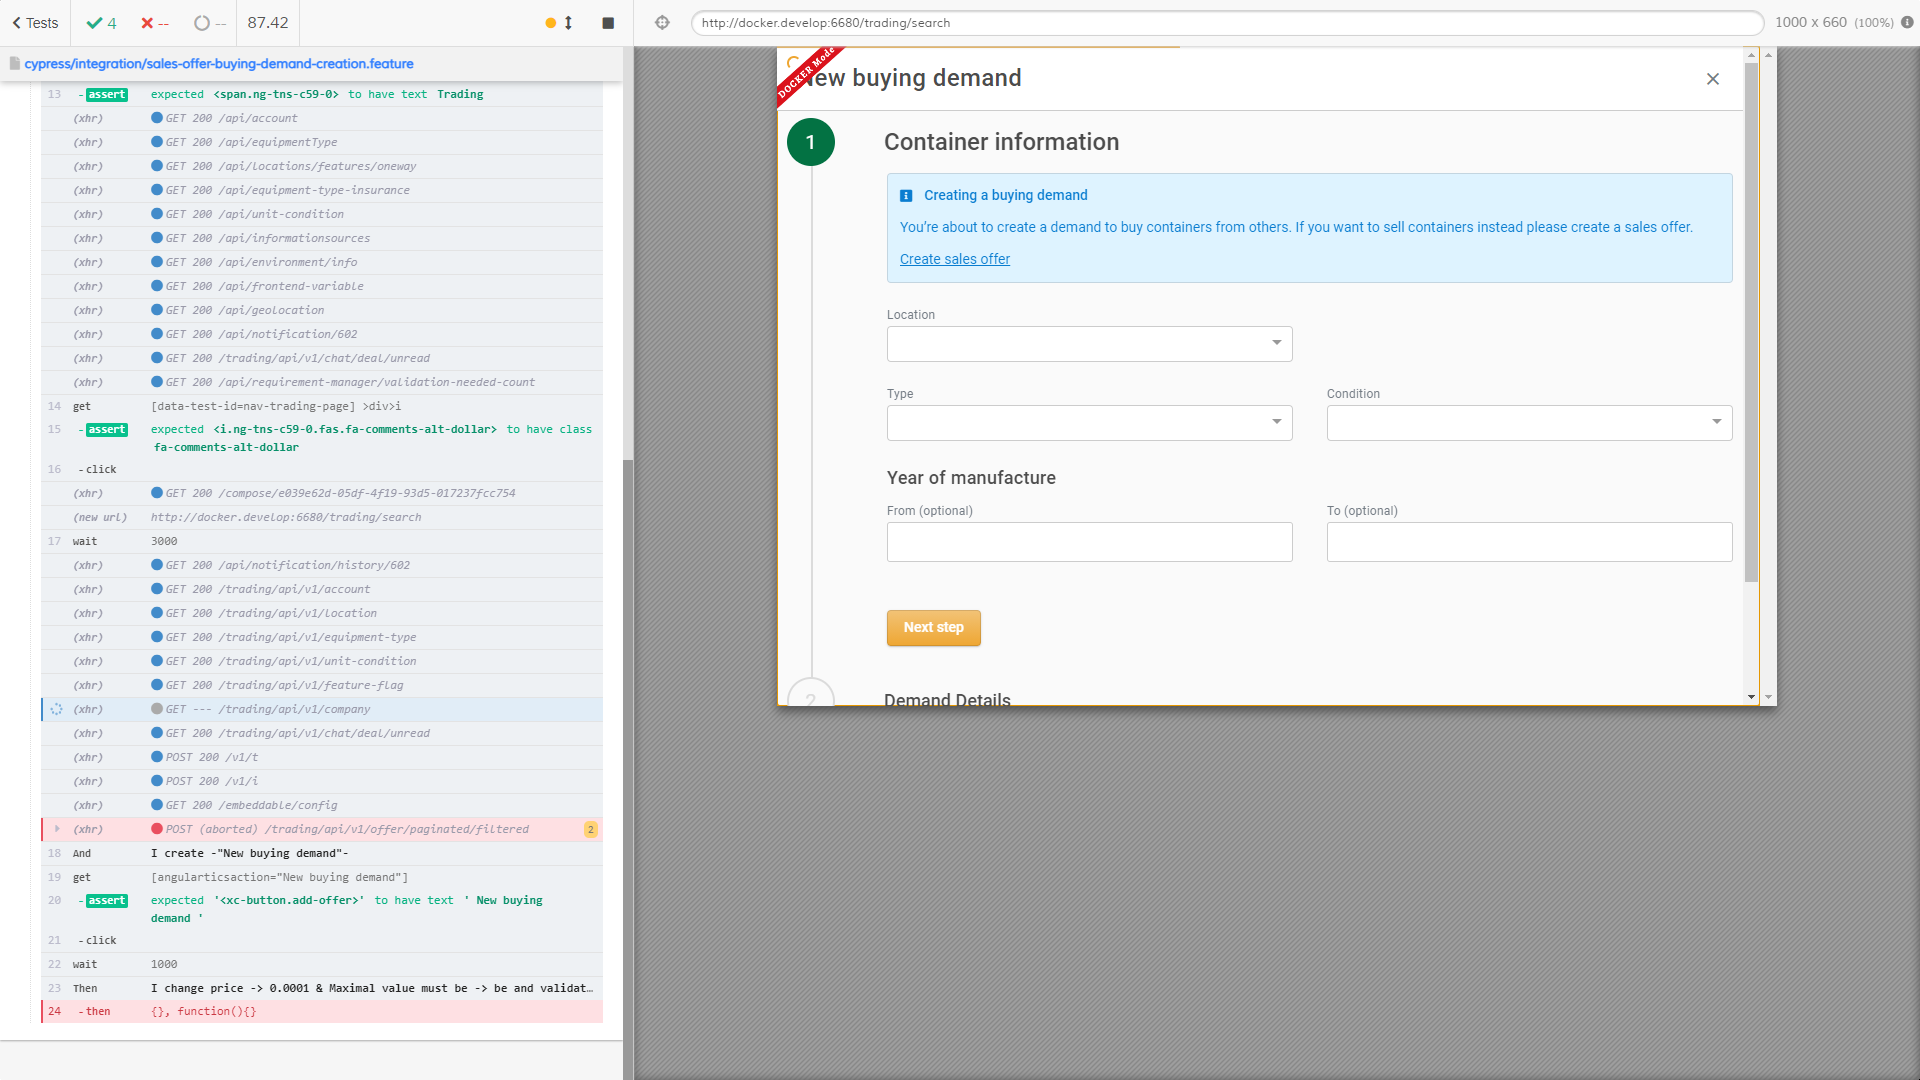 Tests
4
--
--
87.42
http://docker.develop:6680/trading/search
1000 x 660 (100%)
cypress/integration/sales-offer-buying-demand-creation.feature
13 -assert expected <span.ng-tns-c59-0> to have text Trading
(xhr) GET 200 /api/account
(xhr) GET 200 /api/equipmentType
(xhr) GET 200 /api/locations/features/oneway
(xhr) GET 200 /api/equipment-type-insurance
(xhr) GET 200 /api/unit-condition
(xhr) GET 200 /api/informationsources
(xhr) GET 200 /api/environment/info
(xhr) GET 200 /api/frontend-variable
(xhr) GET 200 /api/geolocation
(xhr) GET 200 /api/notification/602
(xhr) GET 200 /trading/api/v1/chat/deal/unread
(xhr) GET 200 /api/requirement-manager/validation-needed-count
14 get [data-test-id=nav-trading-page] >div>i
15 -assert expected <i.ng-tns-c59-0.fas.fa-comments-alt-dollar> to have class
fa-comments-alt-dollar
16 -click
(xhr) GET 200 /compose/e039e62d-05df-4f19-93d5-017237fcc754
(new url) http://docker.develop:6680/trading/search
17 wait 3000
(xhr) GET 200 /api/notification/history/602
(xhr) GET 200 /trading/api/v1/account
(xhr) GET 200 /trading/api/v1/location
(xhr) GET 200 /trading/api/v1/equipment-type
(xhr) GET 200 /trading/api/v1/unit-condition
(xhr) GET 200 /trading/api/v1/feature-flag
(xhr) GET --- /trading/api/v1/company
(xhr) GET 200 /trading/api/v1/chat/deal/unread
(xhr) POST 200 /v1/t
(xhr) POST 200 /v1/i
(xhr) GET 200 /embeddable/config
(xhr) POST (aborted) /trading/api/v1/offer/paginated/filtered 2
18 And I create -"New buying demand"-
19 get [angularticsaction="New buying demand"]
20 -assert expected '<xc-button.add-offer>' to have text ' New buying
demand '
21 -click
22 wait 1000
23 Then I change price -> 0.0001 & Maximal value must be -> be and validat…
24 -then {}, function(){}
DOCKER Mode
ew buying demand
1
Container information
Creating a buying demand
You're about to create a demand to buy containers from others. If you want to sell containers instead please create a sales offer.
Create sales offer
Location
Type
Condition
Year of manufacture
From (optional)
To (optional)
Next step
2
Demand Details